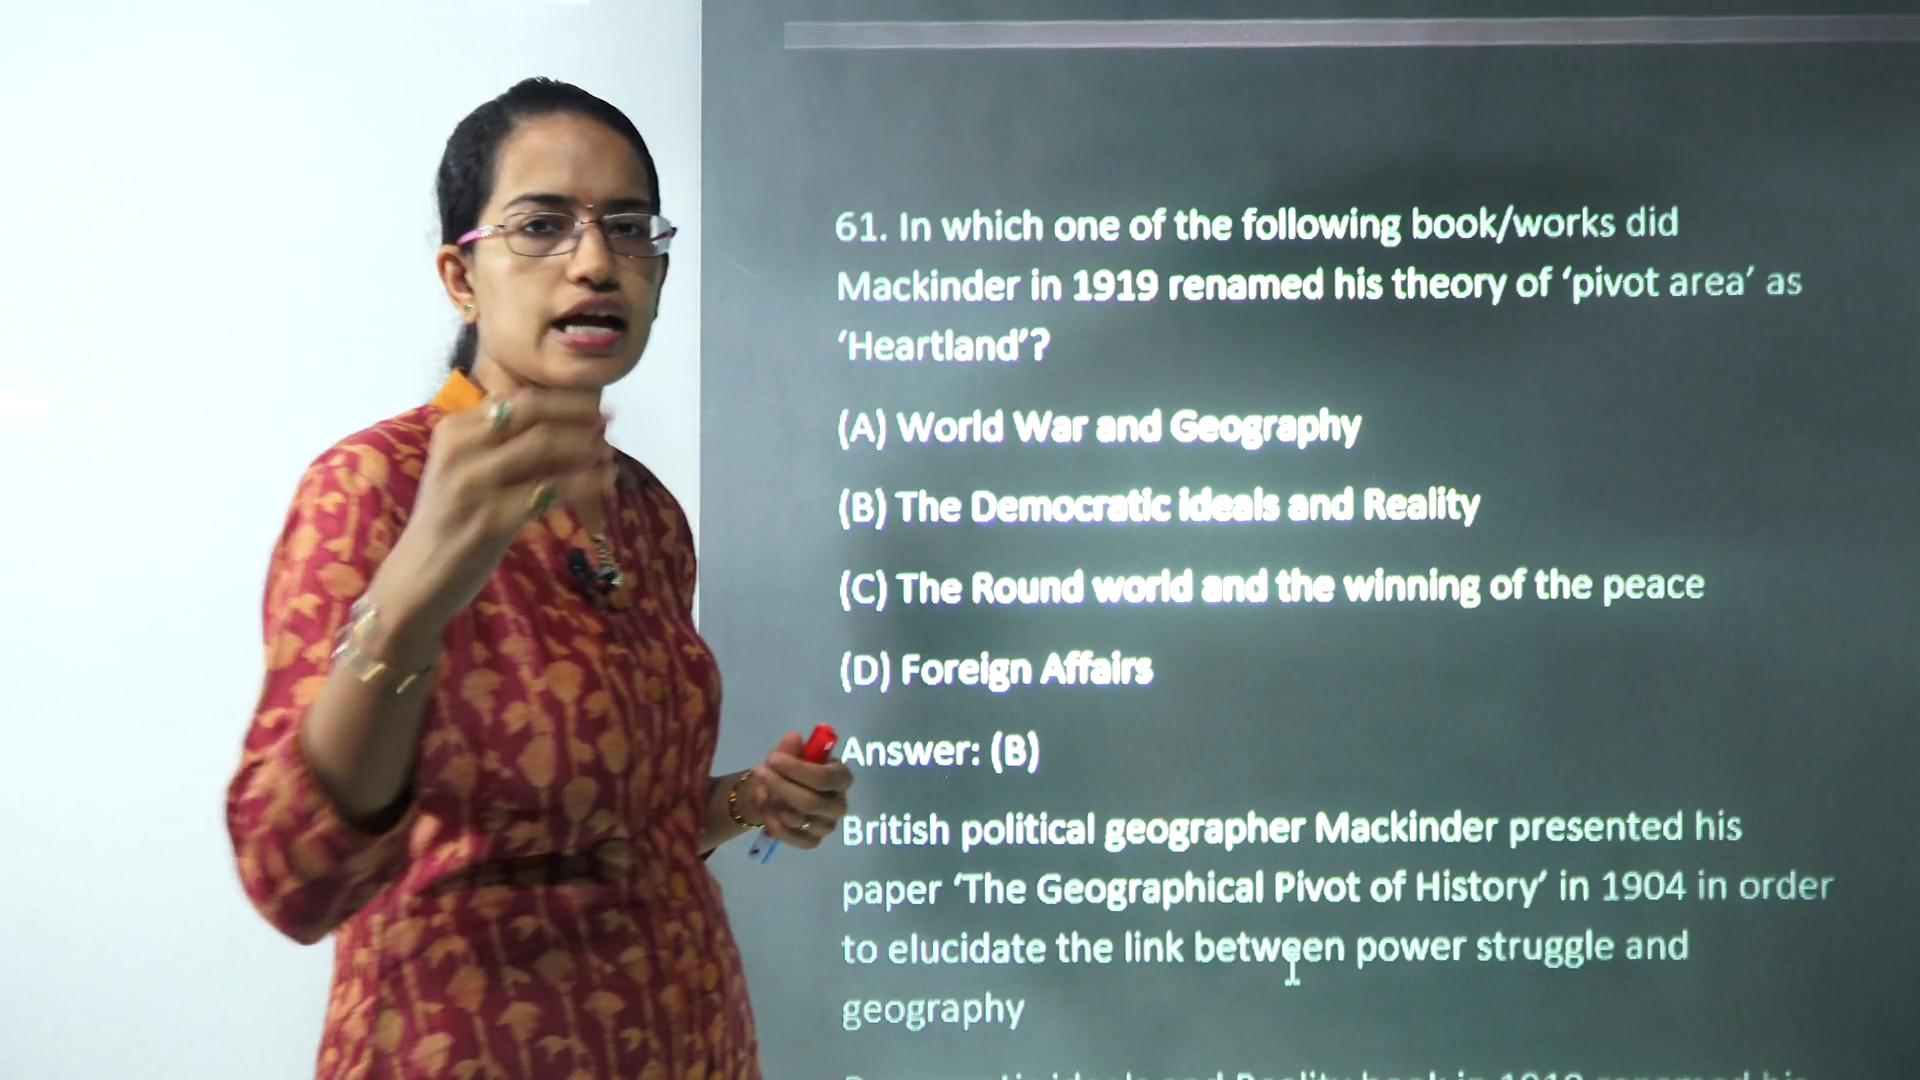 61. In which one of the following book/works did
Mackinder in 1919 renamed his theory of ‘pivot area’ as
‘Heartland’?
(A) World War and Geography
(B) The Democratic ideals and Reality
(C) The Round world and the winning of the peace
(D) Foreign Affairs
Answer: (B)
British political geographer Mackinder presented his
paper ‘The Geographical Pivot of History’ in 1904 in order
to elucidate the link between power struggle and
geography